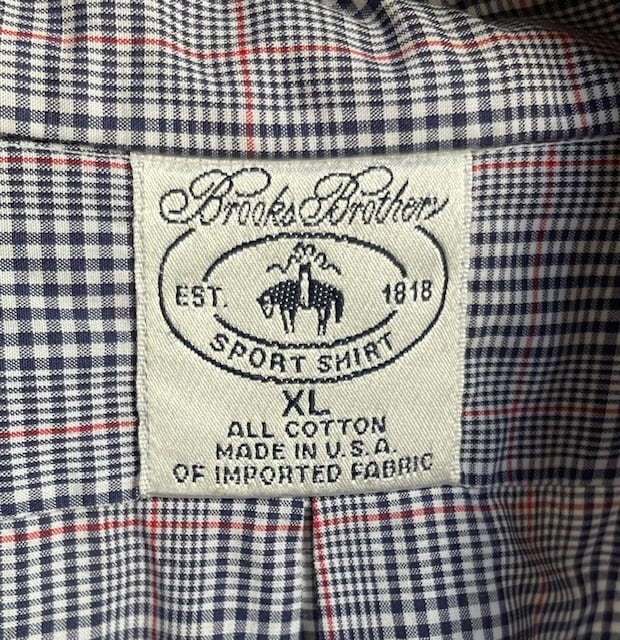 Brooks Brothers
EST. 1818
SPORT SHIRT
XL
ALL COTTON
MADE IN U.S.A.
OF IMPORTED FABRIC